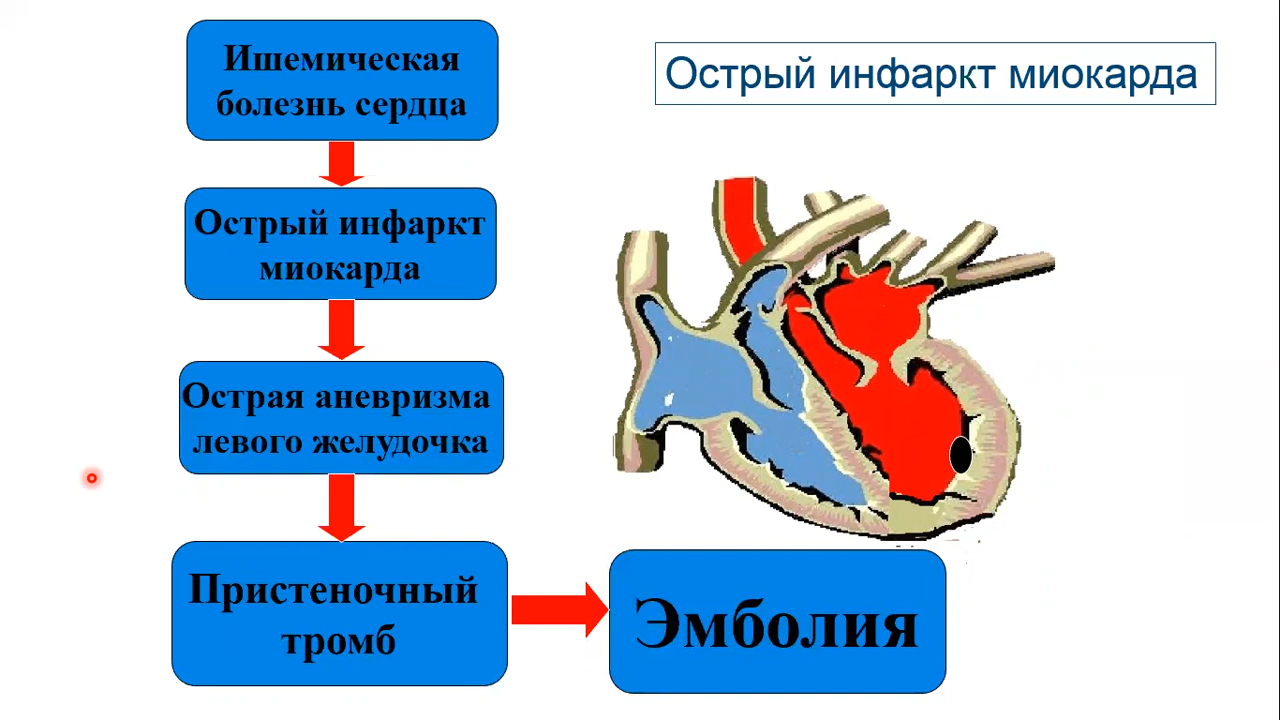 Острый инфаркт миокарда
Ишемическая
болезнь сердца
Острый инфаркт
миокарда
Острая аневризма
левого желудочка
Пристеночный
тромб
Эмболия